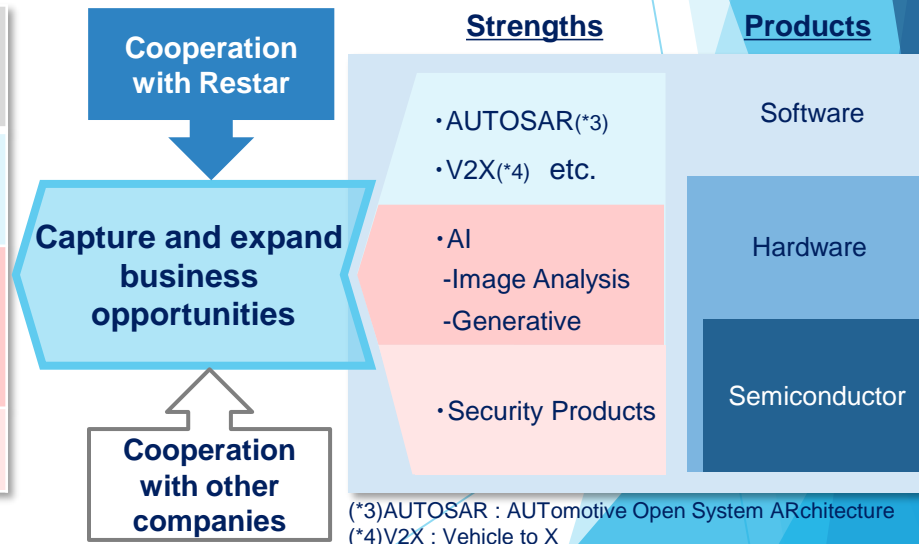 Strengths
Products
Cooperation
with Restar
・AUTOSAR(*3)
・V2X(*4) etc.
Software
Capture and expand
business
opportunities
・AI
-Image Analysis
-Generative
Hardware
・Security Products
Semiconductor
Cooperation
with other
companies
(*3)AUTOSAR : AUTomotive Open System ARchitecture
(*4)V2X : Vehicle to X